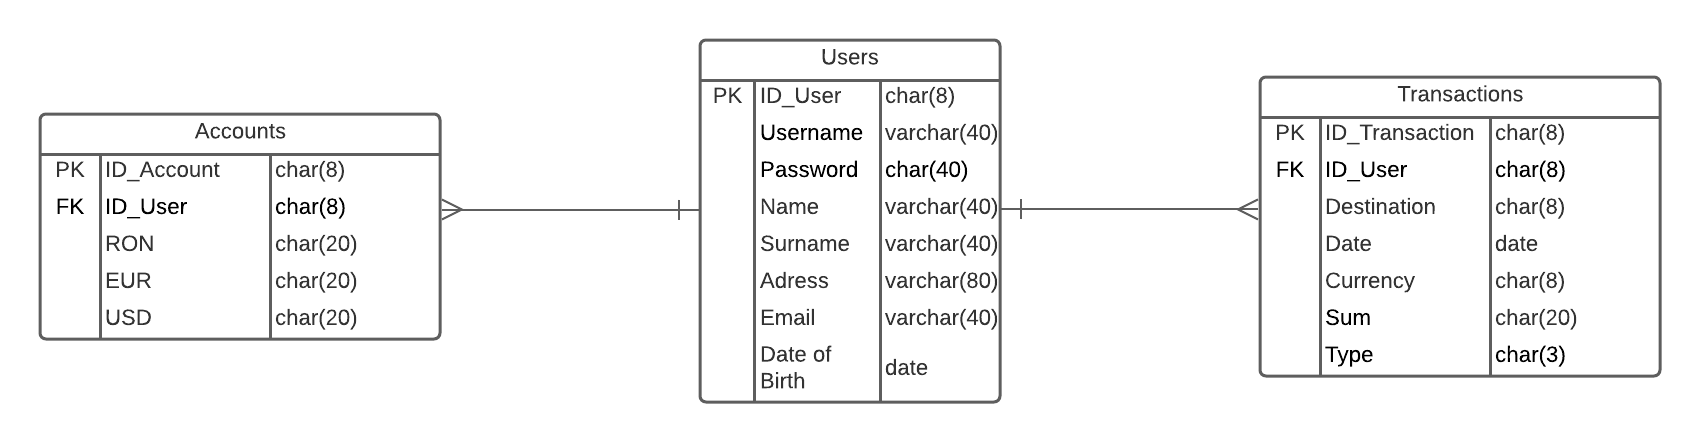 Accounts
PK ID_Account char(8)
FK ID_User char(8)
RON char(20)
EUR char(20)
USD char(20)
Users
PK ID_User char(8)
Username varchar(40)
Password char(40)
Name varchar(40)
Surname varchar(40)
Adress varchar(80)
Email varchar(40)
Date of
Birth date
Transactions
PK ID_Transaction char(8)
FK ID_User char(8)
Destination char(8)
Date date
Currency char(8)
Sum char(20)
Type char(3)